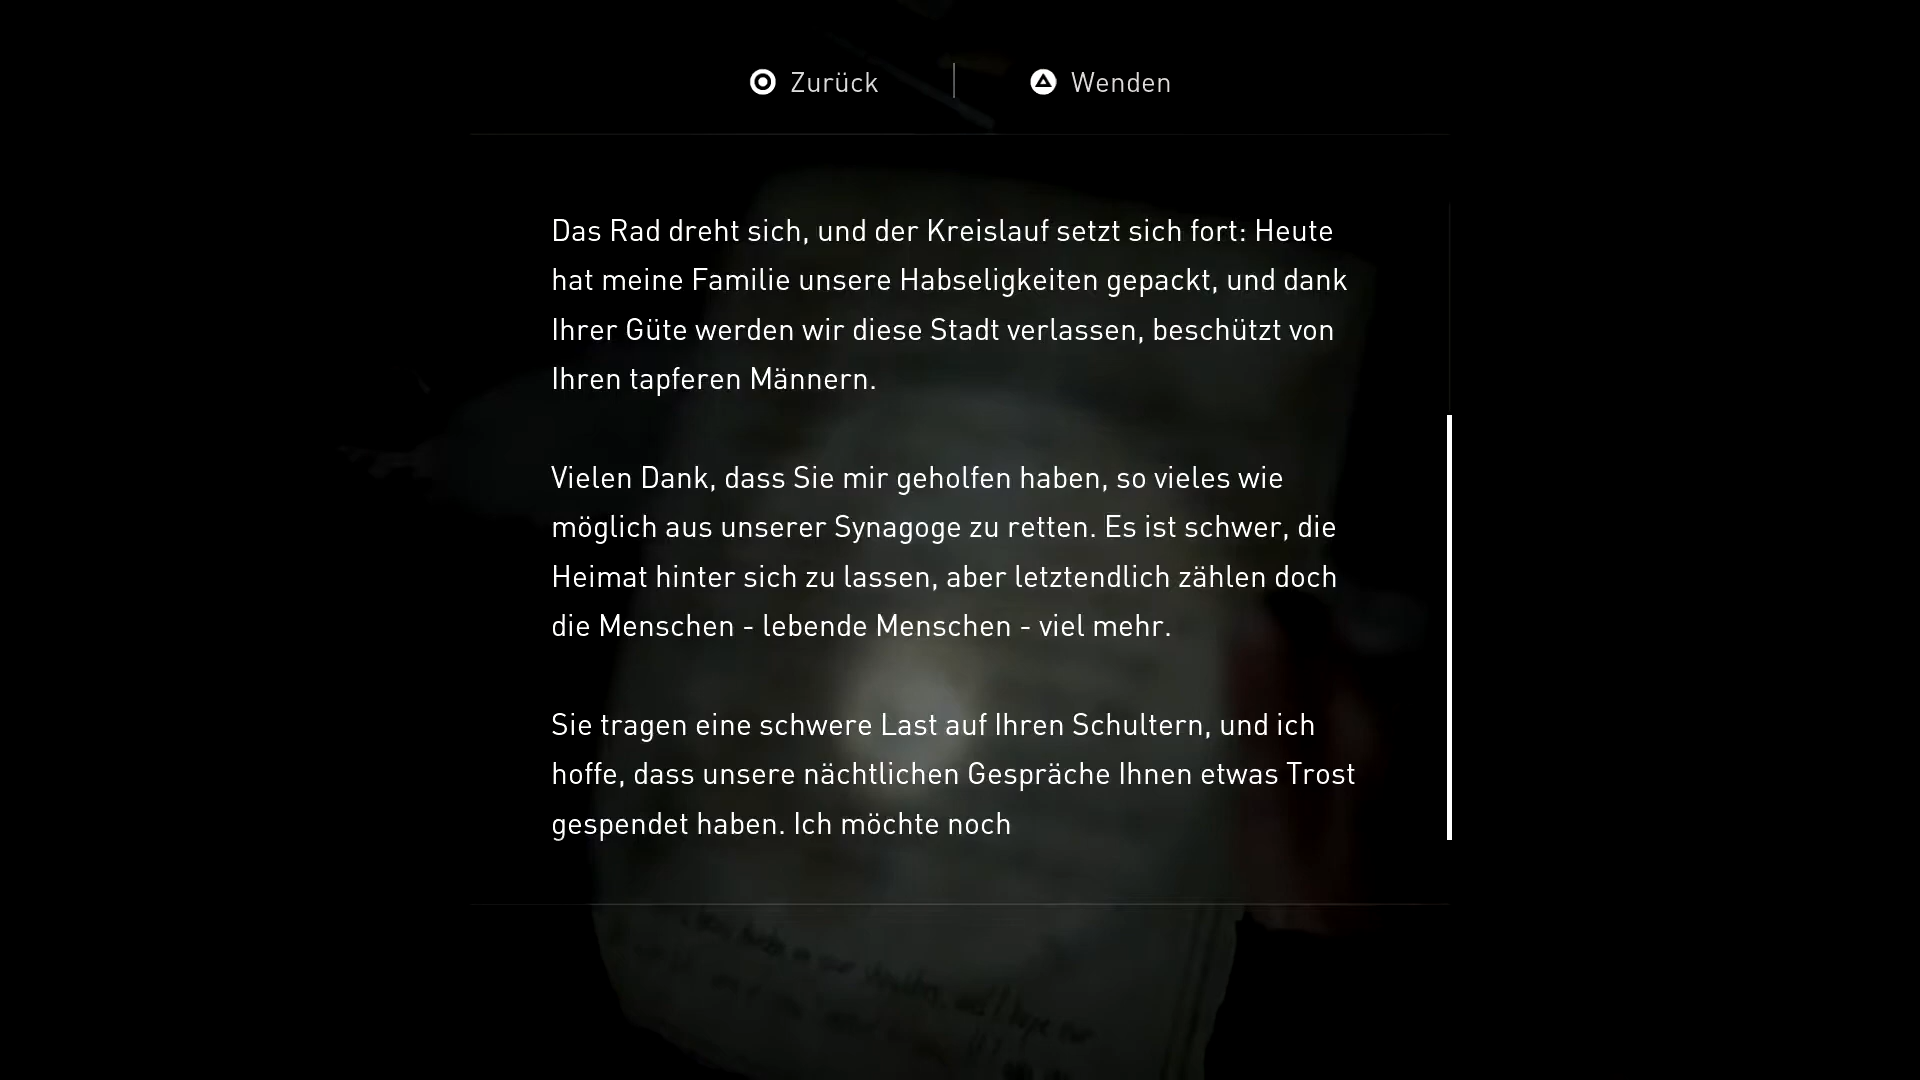 Zurück
Wenden
Das Rad dreht sich, und der Kreislauf setzt sich fort: Heute
hat meine Familie unsere Habseligkeiten gepackt, und dank
Ihrer Güte werden wir diese Stadt verlassen, beschützt von
Ihren tapferen Männern.
Vielen Dank, dass Sie mir geholfen haben, so vieles wie
möglich aus unserer Synagoge zu retten. Es ist schwer, die
Heimat hinter sich zu lassen, aber letztendlich zählen doch
die Menschen - lebende Menschen - viel mehr.
Sie tragen eine schwere Last auf Ihren Schultern, und ich
hoffe, dass unsere nächtlichen Gespräche Ihnen etwas Trost
gespendet haben. Ich möchte noch